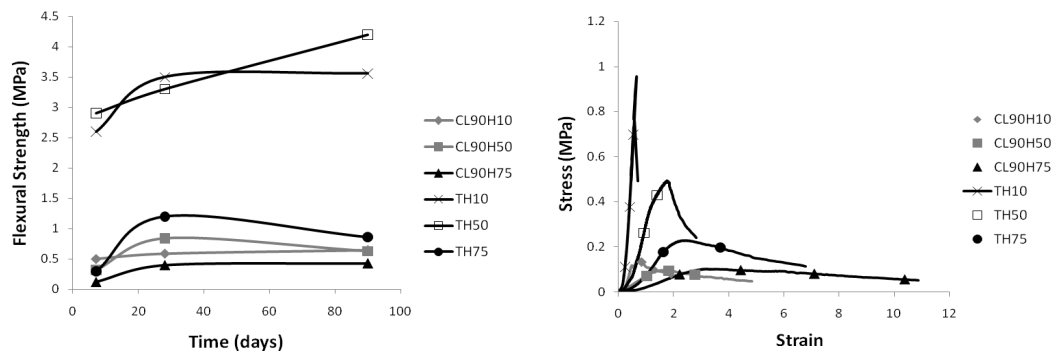 4.5
4
3.5
3
2.5
2
1.5
1
0.5
0
0 20 40 60 80 100
Flexural Strength (MPa)
Time (days)
CL90H10
CL90H50
CL90H75
TH10
TH50
TH75
1.2
1
0.8
0.6
0.4
0.2
0
0 2 4 6 8 10 12
Stress (MPa)
Strain
CL90H10
CL90H50
CL90H75
TH10
TH50
TH75